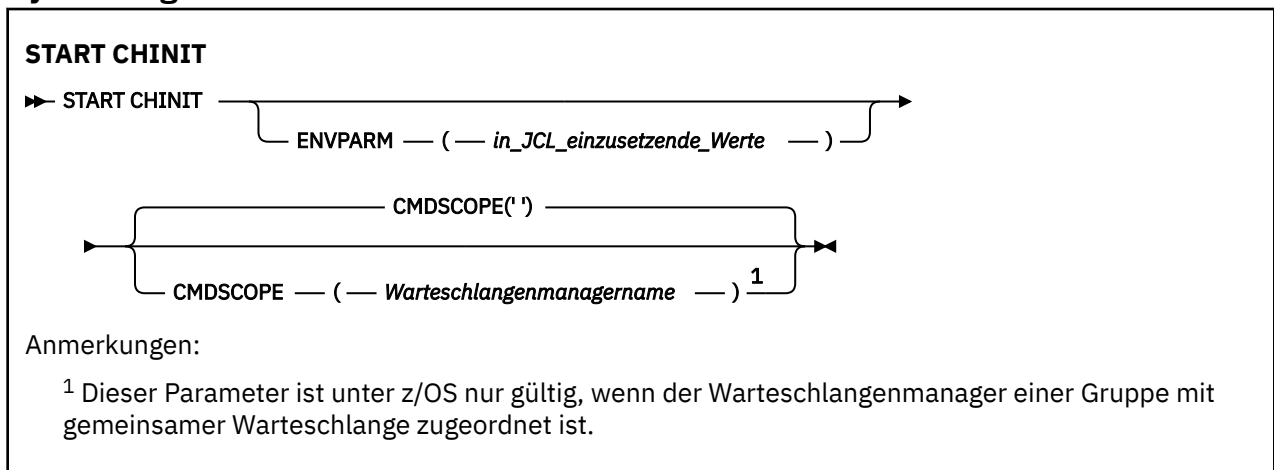 START CHINIT
START CHINIT
ENVPARM ( in_JCL_einzusetzende_Werte )
CMDSCOPE(' ')
CMDSCOPE ( Warteschlangenmanagername ) 1
Anmerkungen:
1 Dieser Parameter ist unter z/OS nur gültig, wenn der Warteschlangenmanager einer Gruppe mit
gemeinsamer Warteschlange zugeordnet ist.